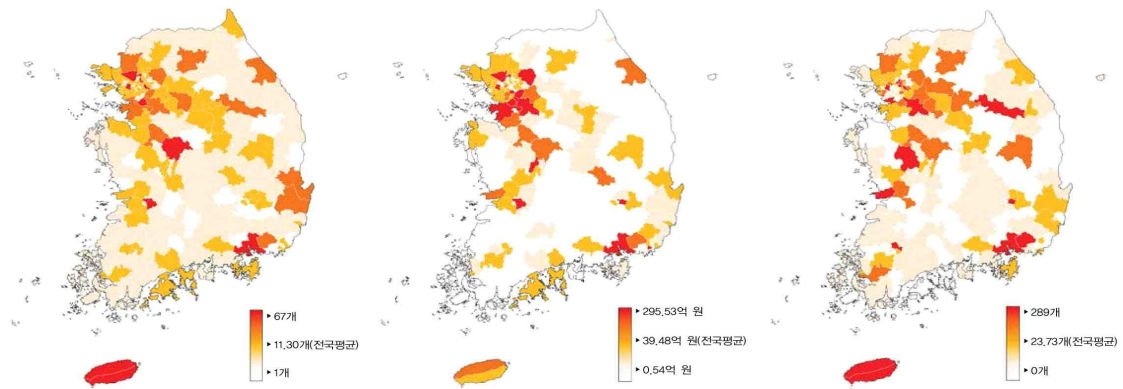 ▸67개
▸11.30개(전국평균)
▸1개
▸295.53억 원
▸39.48억 원(전국평균)
▸0.54억 원
▸289개
▸23.73개(전국평균)
▸0개